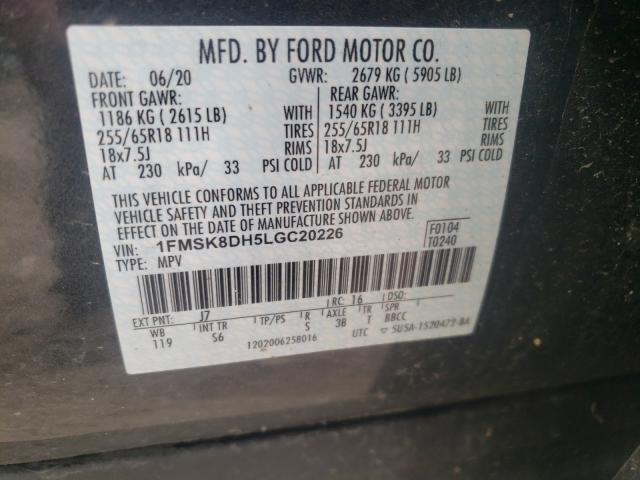 MFD. BY FORD MOTOR CO.
DATE: 06/20 GVWR: 2679 KG ( 5905 LB)
FRONT GAWR: REAR GAWR:
1186 KG ( 2615 LB) WITH 1540 KG ( 3395 LB) WITH
255/65R18 111H TIRES 255/65R18 111H TIRES
18x7.5J RIMS 18x7.5J RIMS
AT 230 kPa/ 33 PSI COLD AT 230 kPa/ 33 PSI COLD
THIS VEHICLE CONFORMS TO ALL APPLICABLE FEDERAL MOTOR
VEHICLE SAFETY AND THEFT PREVENTION STANDARDS IN
EFFECT ON THE DATE OF MANUFACTURE SHOWN ABOVE.
VIN: 1FMSK8DH5LGC20226 F0104
TYPE: MPV T0240
EXT PNT: J7 RC: 16 DSO:
WB INT TR TP/PS R AXLE TR SPR
119 S6 S 3B T BBCC
120200625B016 UTC 5U5A-1520472-BA